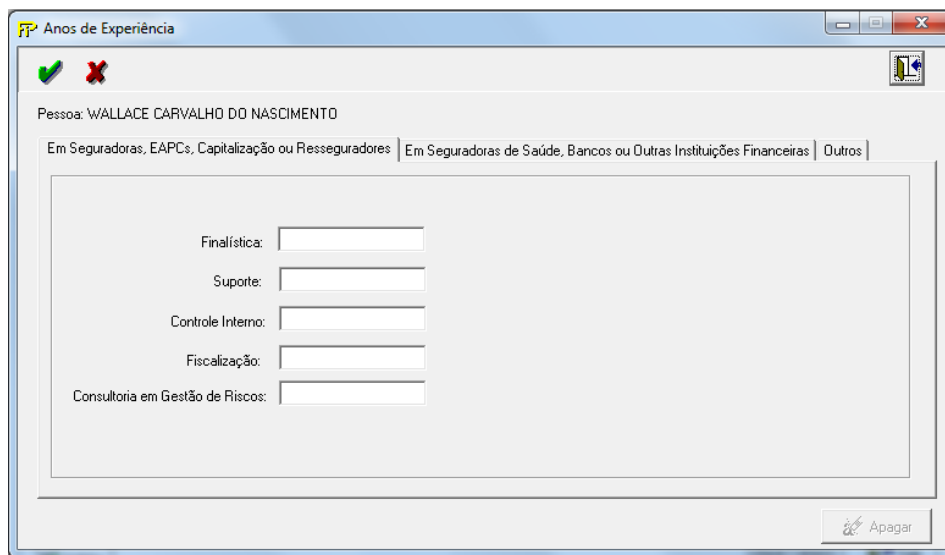 FIP Anos de Experiência
Pessoa: WALLACE CARVALHO DO NASCIMENTO
Em Seguradoras, EAPCs, Capitalização ou Resseguradores Em Seguradoras de Saúde, Bancos ou Outras Instituições Financeiras Outros
Finalística:
Suporte:
Controle Interno:
Fiscalização:
Consultoria em Gestão de Riscos:
Apagar